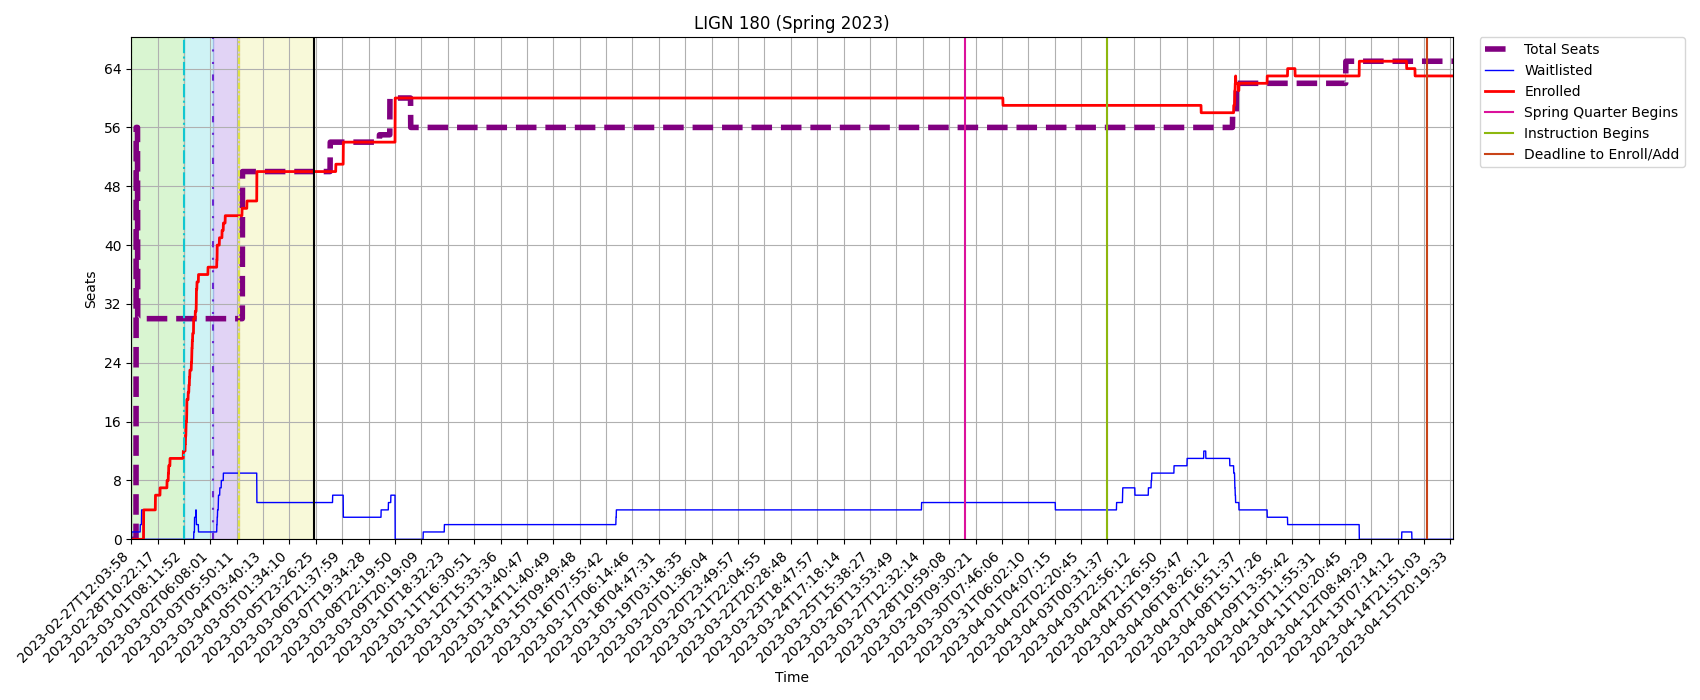 LIGN 180 (Spring 2023)
Total Seats
Waitlisted
Enrolled
Spring Quarter Begins
Instruction Begins
Deadline to Enroll/Add
Seats
64
56
48
40
32
24
16
8
0
2023-02-27T12:03:58
2023-02-28T10:22:17
2023-03-01T08:11:52
2023-03-02T06:08:01
2023-03-03T05:50:11
2023-03-04T03:40:13
2023-03-05T01:34:10
2023-03-05T23:26:25
2023-03-06T21:37:59
2023-03-07T19:34:28
2023-03-08T22:19:50
2023-03-09T20:19:09
2023-03-10T18:32:23
2023-03-11T16:30:51
2023-03-12T15:33:36
2023-03-13T13:40:47
2023-03-14T11:40:49
2023-03-15T09:49:48
2023-03-16T07:55:42
2023-03-17T06:14:46
2023-03-18T04:47:31
2023-03-19T03:18:35
2023-03-20T01:36:04
2023-03-20T23:49:57
2023-03-21T22:04:55
2023-03-22T20:28:48
2023-03-23T18:47:57
2023-03-24T17:18:14
2023-03-25T15:38:27
2023-03-26T13:53:49
2023-03-27T12:32:14
2023-03-28T10:59:08
2023-03-29T09:30:21
2023-03-30T07:46:06
2023-03-31T06:02:10
2023-04-01T04:07:15
2023-04-02T02:20:45
2023-04-03T00:31:37
2023-04-03T22:56:12
2023-04-04T21:26:50
2023-04-05T19:55:47
2023-04-06T18:26:12
2023-04-07T16:51:37
2023-04-08T15:17:26
2023-04-09T13:35:42
2023-04-10T11:55:31
2023-04-11T10:20:45
2023-04-12T08:49:29
2023-04-13T07:14:12
2023-04-14T21:51:03
2023-04-15T20:19:33
Time